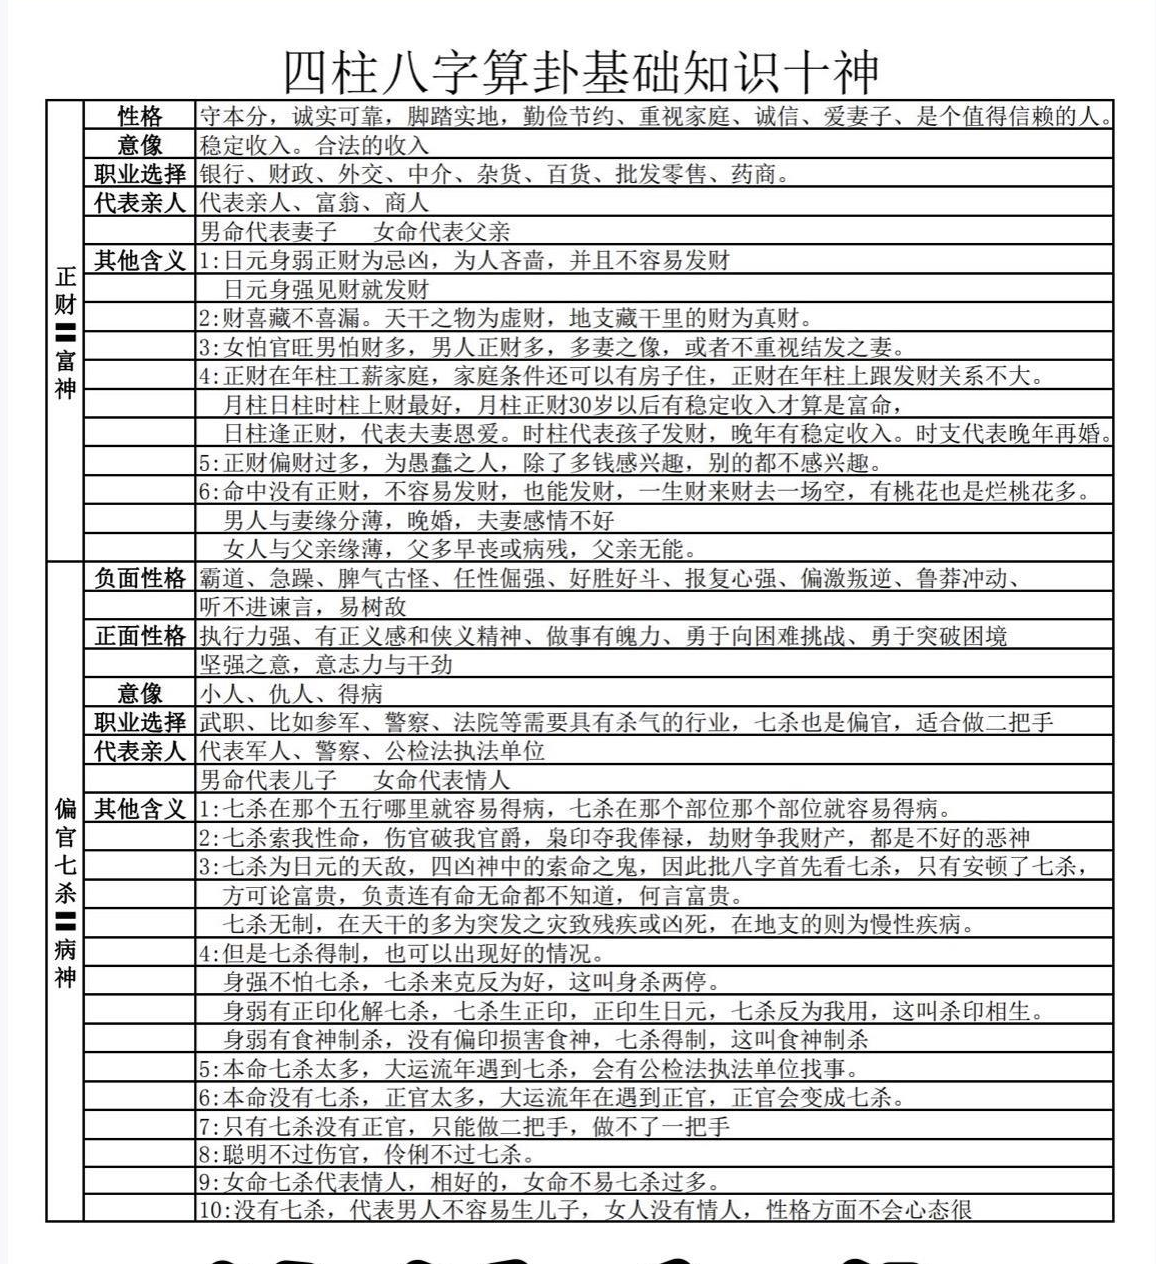 四柱八字算卦基础知识十神
正财〓富神
性格 守本分，诚实可靠，脚踏实地，勤俭节约、重视家庭、诚信、爱妻子、是个值得信赖的人。
意像 稳定收入。合法的收入
职业选择 银行、财政、外交、中介、杂货、百货、批发零售、药商。
代表亲人 代表亲人、富翁、商人
男命代表妻子 女命代表父亲
其他含义 1:日元身弱正财为忌凶，为人吝啬，并且不容易发财
日元身强见财就发财
2:财喜藏不喜漏。天干之物为虚财，地支藏干里的财为真财。
3:女怕官旺男怕财多，男人正财多，多妻之像，或者不重视结发之妻。
4:正财在年柱工薪家庭，家庭条件还可以有房子住，正财在年柱上跟发财关系不大。
月柱日柱时柱上财最好，月柱正财30岁以后有稳定收入才算是富命，
日柱逢正财，代表夫妻恩爱。时柱代表孩子发财，晚年有稳定收入。时支代表晚年再婚。
5:正财偏财过多，为愚蠢之人，除了多钱感兴趣，别的都不感兴趣。
6:命中没有正财，不容易发财，也能发财，一生财来财去一场空，有桃花也是烂桃花多。
男人与妻缘分薄，晚婚，夫妻感情不好
女人与父亲缘薄，父多早丧或病残，父亲无能。
偏官七杀〓病神
负面性格 霸道、急躁、脾气古怪、任性倔强、好胜好斗、报复心强、偏激叛逆、鲁莽冲动、
听不进谏言，易树敌
正面性格 执行力强、有正义感和侠义精神、做事有魄力、勇于向困难挑战、勇于突破困境
坚强之意，意志力与干劲
意像 小人、仇人、得病
职业选择 武职、比如参军、警察、法院等需要具有杀气的行业，七杀也是偏官，适合做二把手
代表亲人 代表军人、警察、公检法执法单位
男命代表儿子 女命代表情人
其他含义 1:七杀在那个五行哪里就容易得病，七杀在那个部位那个部位就容易得病。
2:七杀索我性命，伤官破我官爵，枭印夺我俸禄，劫财争我财产，都是不好的恶神
3:七杀为日元的天敌，四凶神中的索命之鬼，因此批八字首先看七杀，只有安顿了七杀，
方可论富贵，负责连有命无命都不知道，何言富贵。
七杀无制，在天干的多为突发之灾致残疾或凶死，在地支的则为慢性疾病。
4:但是七杀得制，也可以出现好的情况。
身强不怕七杀，七杀来克反为好，这叫身杀两停。
身弱有正印化解七杀，七杀生正印，正印生日元，七杀反为我用，这叫杀印相生。
身弱有食神制杀，没有偏印损害食神，七杀得制，这叫食神制杀
5:本命七杀太多，大运流年遇到七杀，会有公检法执法单位找事。
6:本命没有七杀，正官太多，大运流年在遇到正官，正官会变成七杀。
7:只有七杀没有正官，只能做二把手，做不了一把手
8:聪明不过伤官，伶俐不过七杀。
9:女命七杀代表情人，相好的，女命不易七杀过多。
10:没有七杀，代表男人不容易生儿子，女人没有情人，性格方面不会心态很